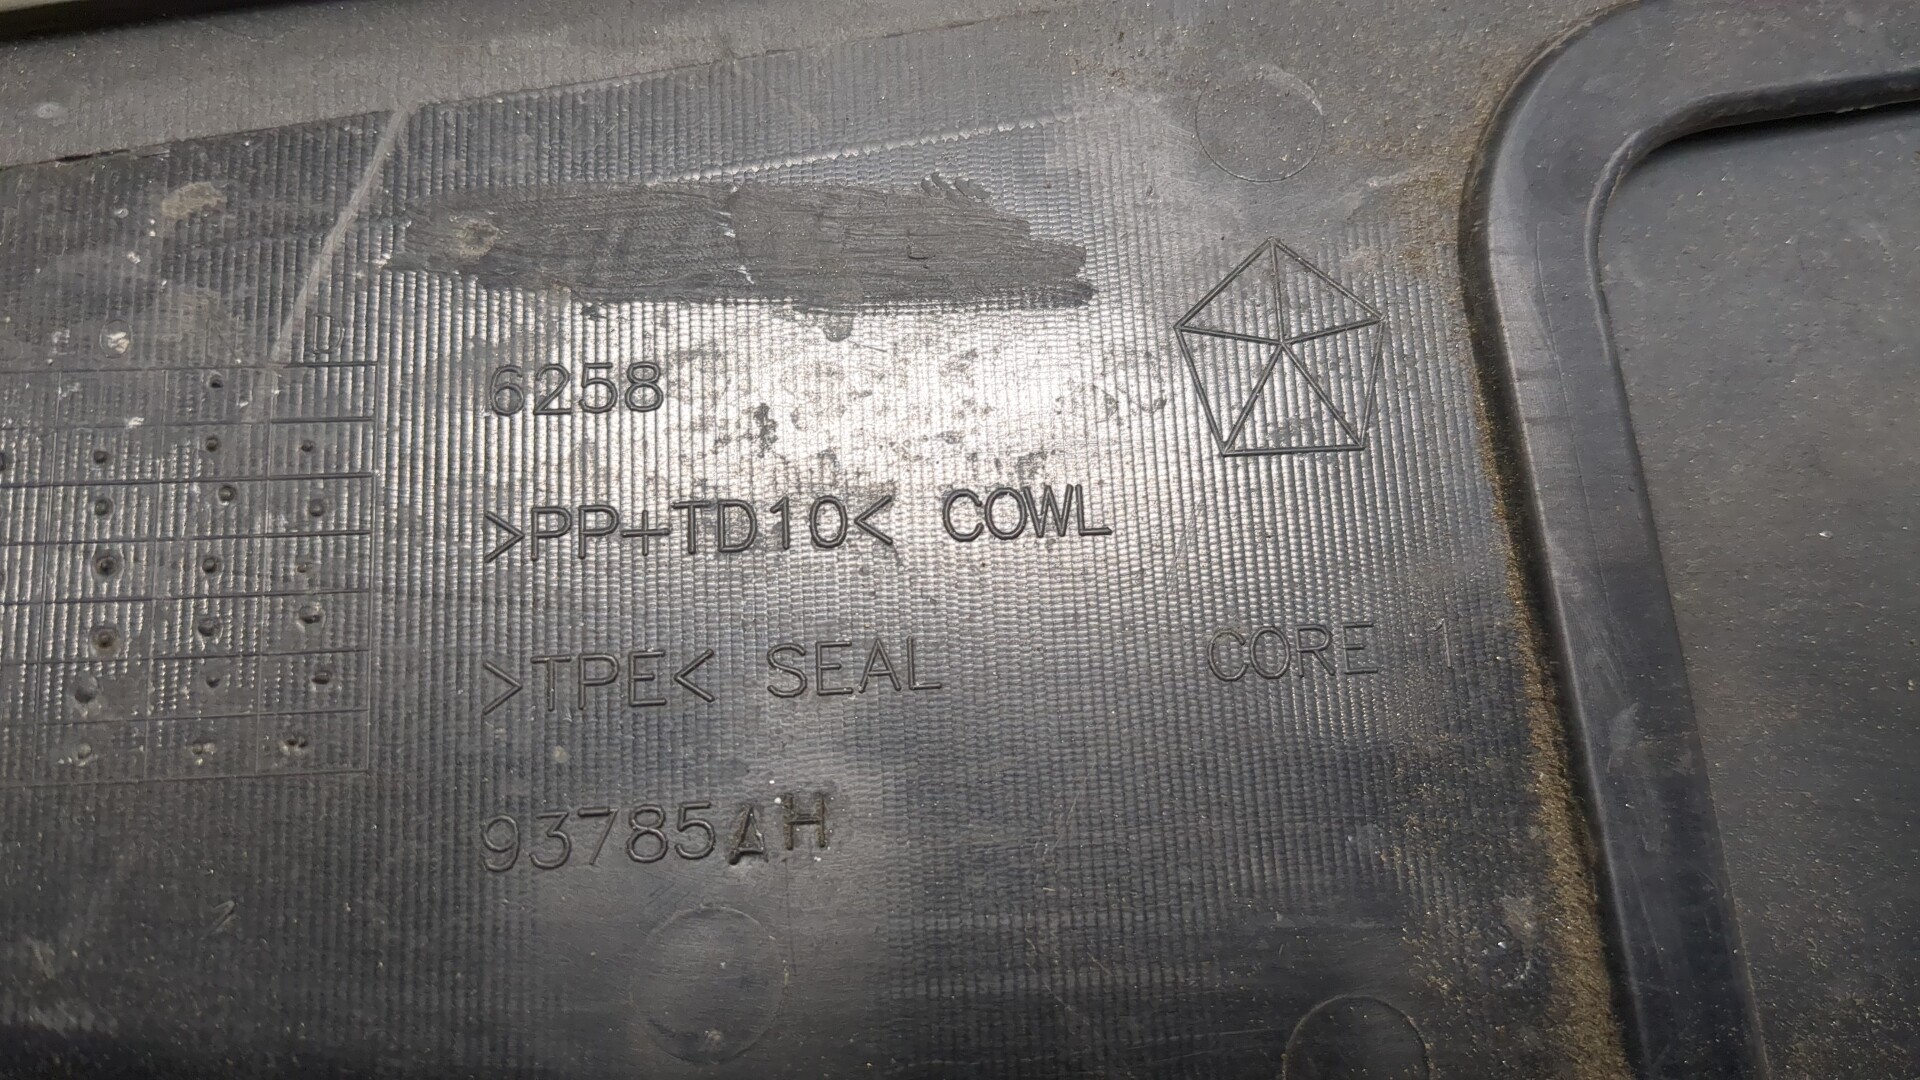 6258
>PP+TD10< COWL
>TPE< SEAL CORE 1
93785AH